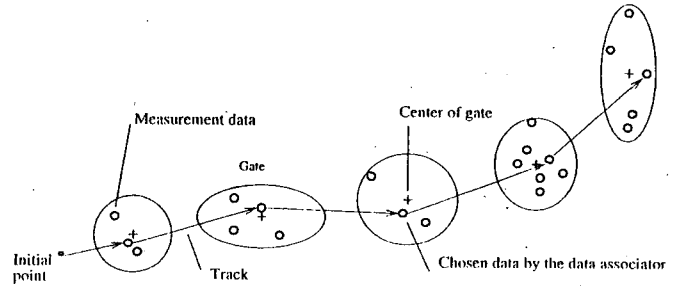 Center of gate
Measurement data
Gate
Initial
point
Track
Chosen data by the data associator